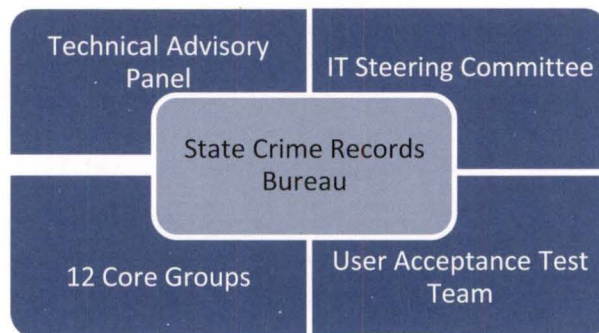 Technical Advisory
Panel
IT Steering Committee
State Crime Records
Bureau
12 Core Groups
User Acceptance Test
Team